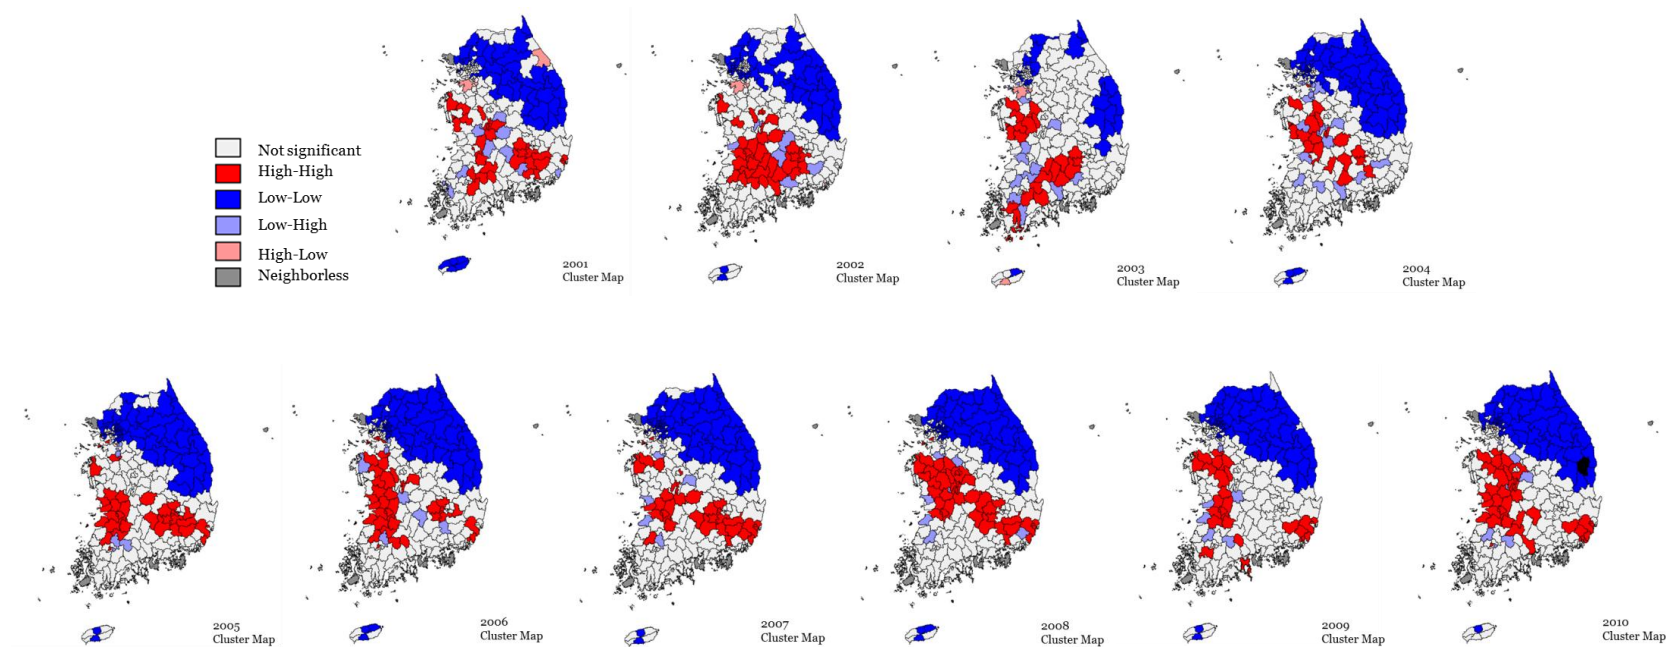 Not significant
High-High
Low-Low
Low-High
High-Low
Neighborless
2001
Cluster Map
2002
Cluster Map
2003
Cluster Map
2004
Cluster Map
2005
Cluster Map
2006
Cluster Map
2007
Cluster Map
2008
Cluster Map
2009
Cluster Map
2010
Cluster Map